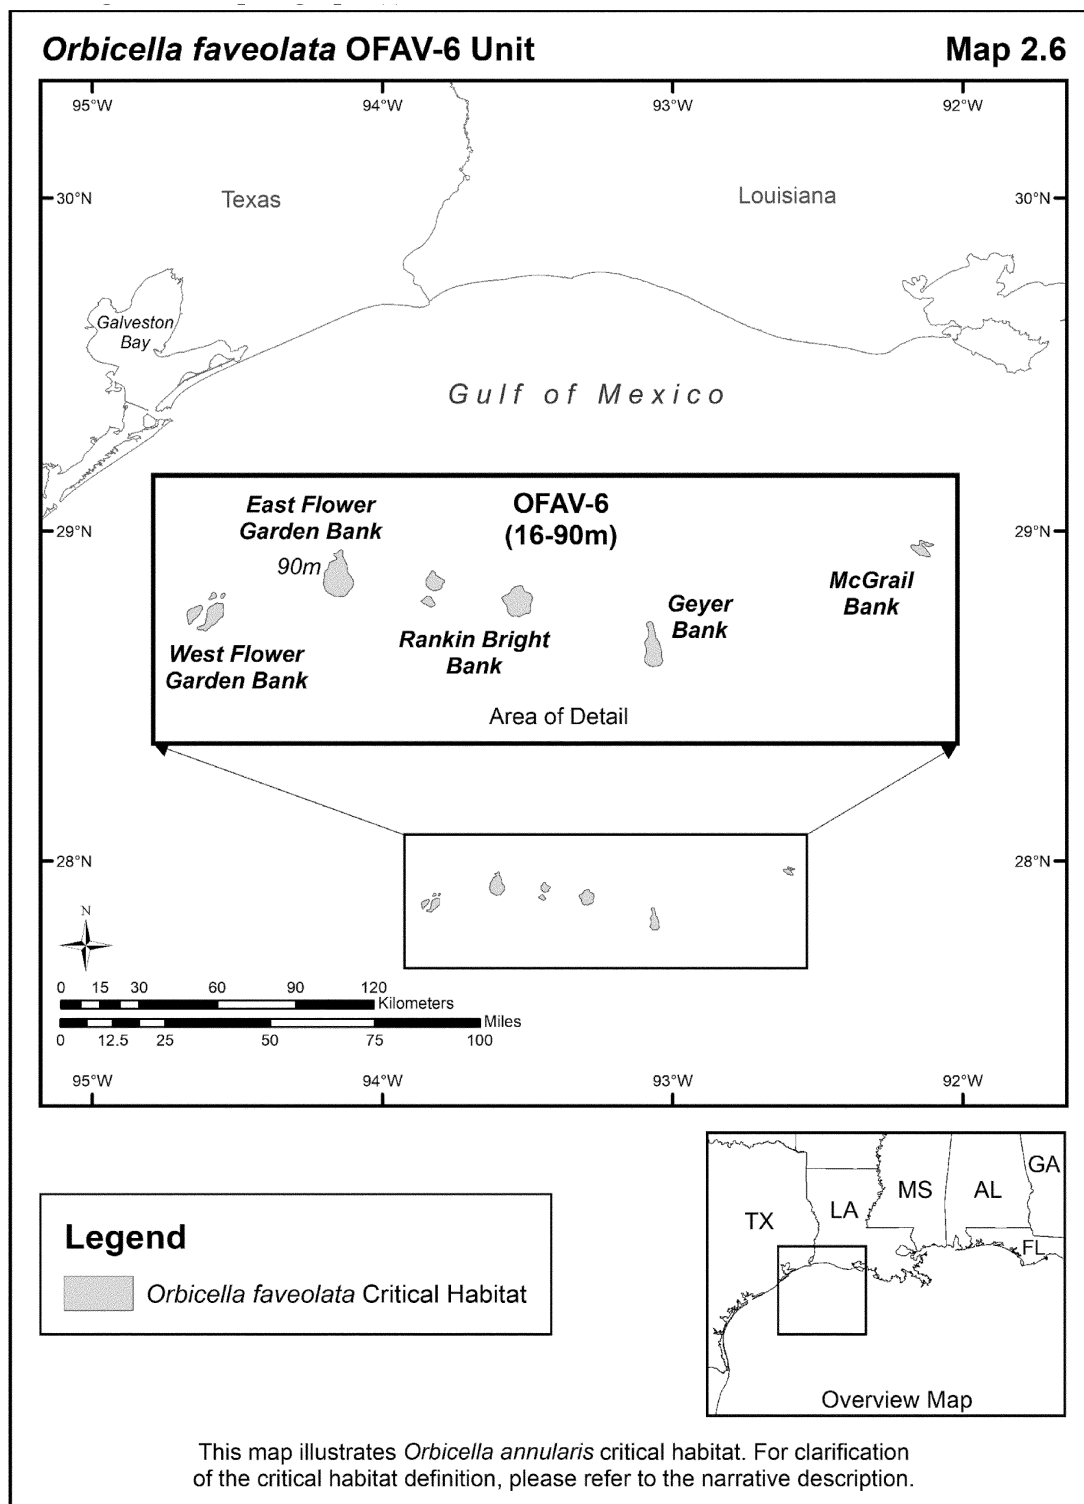 Orbicella faveolata OFAV-6 Unit Map 2.6
95°W 94°W 93°W 92°W
30°N Texas Louisiana 30°N
Galveston
Bay
Gulf of Mexico
29°N 29°N
East Flower
Garden Bank
90m
OFAV-6
(16-90m)
McGrail
Bank
Geyer
Bank
Rankin Bright
Bank
West Flower
Garden Bank
Area of Detail
28°N 28°N
N
0 15 30 60 90 120
Kilometers
Miles
0 12.5 25 50 75 100
95°W 94°W 93°W 92°W
Legend
Orbicella faveolata Critical Habitat
TX LA MS AL GA
FL
Overview Map
This map illustrates Orbicella annularis critical habitat. For clarification
of the critical habitat definition, please refer to the narrative description.